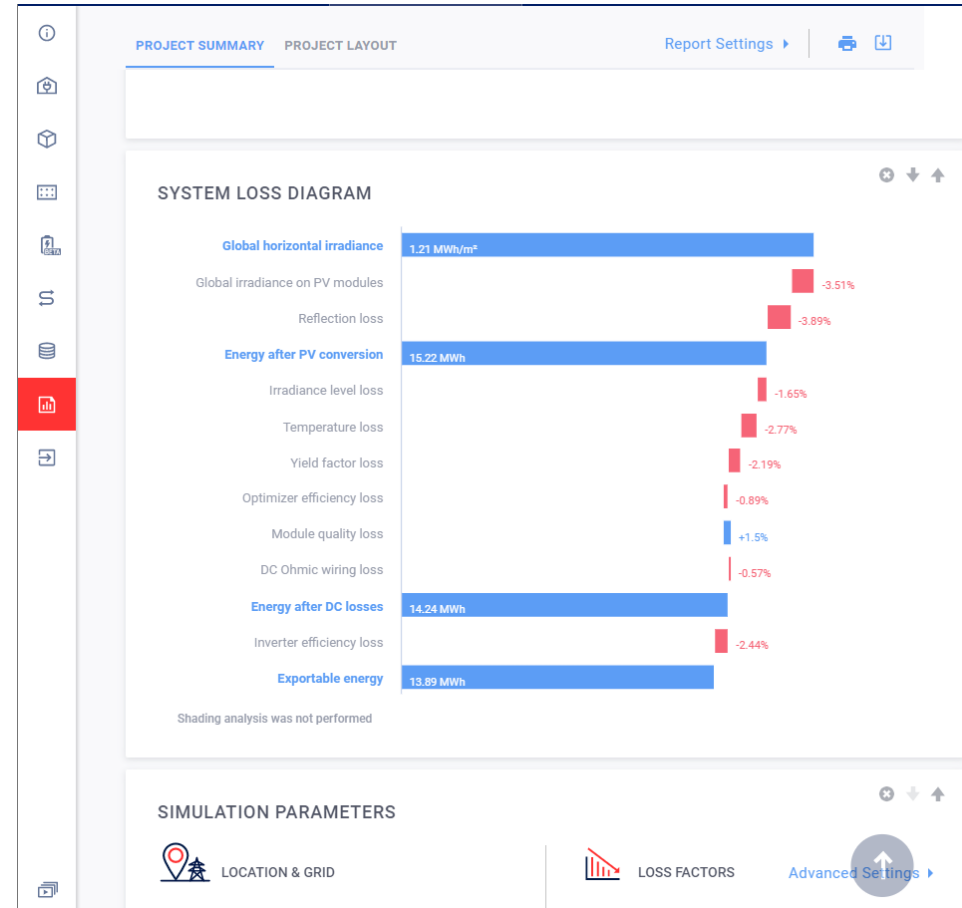 PROJECT SUMMARY PROJECT LAYOUT Report Settings
SYSTEM LOSS DIAGRAM
Global horizontal irradiance 1.21 MWh/m²
Global irradiance on PV modules -3.51%
Reflection loss -3.89%
Energy after PV conversion 15.22 MWh
BETA
Irradiance level loss -1.65%
Temperature loss -2.77%
Yield factor loss -2.19%
Optimizer efficiency loss -0.89%
Module quality loss +1.5%
DC Ohmic wiring loss -0.57%
Energy after DC losses 14.24 MWh
Inverter efficiency loss -2.44%
Exportable energy 13.89 MWh
Shading analysis was not performed
SIMULATION PARAMETERS
LOCATION & GRID LOSS FACTORS Advanced Settings